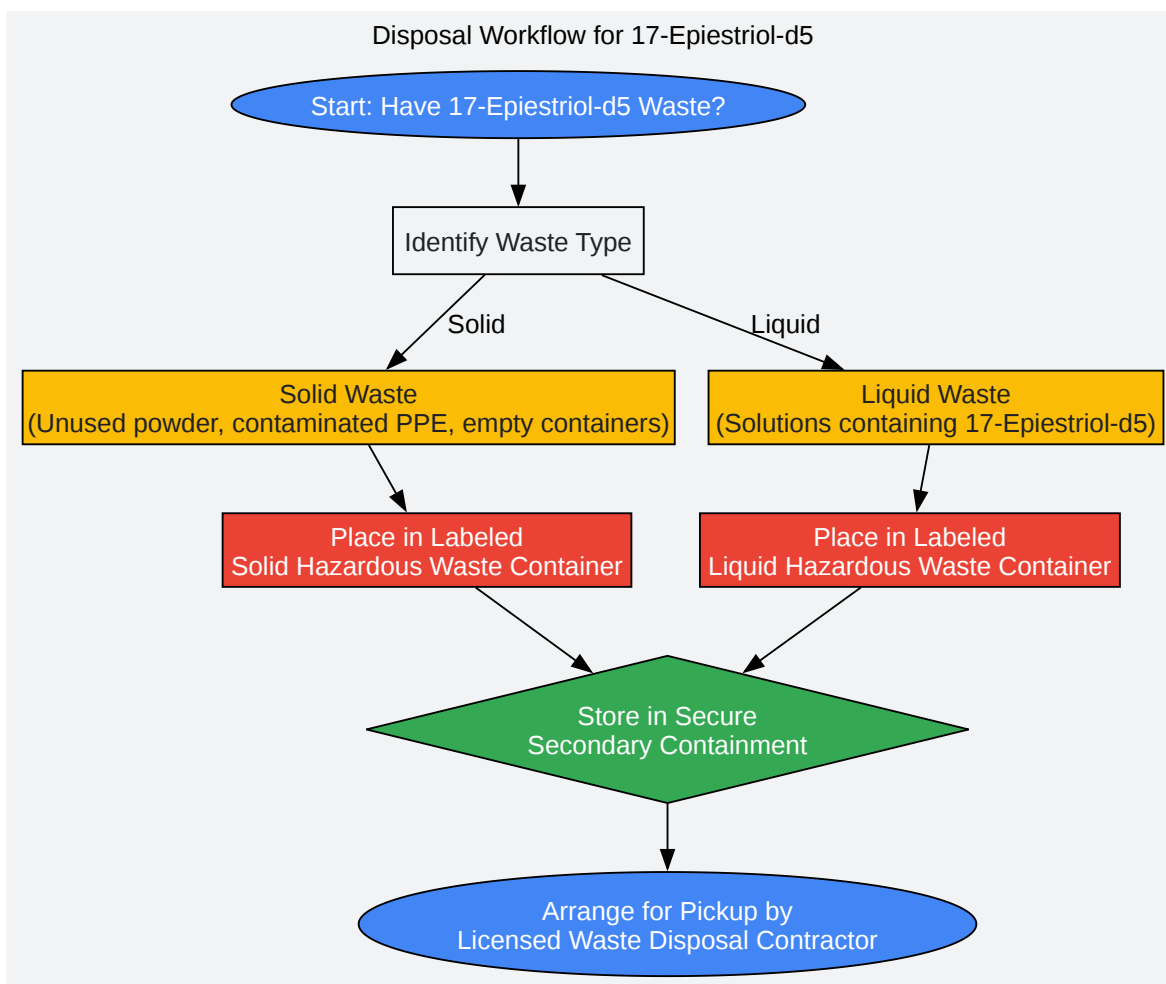 Disposal Workflow for 17-Epiestriol-d5
Start: Have 17-Epiestriol-d5 Waste?
Identify Waste Type
Solid
Liquid
Solid Waste
(Unused powder, contaminated PPE, empty containers)
Liquid Waste
(Solutions containing 17-Epiestriol-d5)
Place in Labeled
Solid Hazardous Waste Container
Place in Labeled
Liquid Hazardous Waste Container
Store in Secure
Secondary Containment
Arrange for Pickup by
Licensed Waste Disposal Contractor